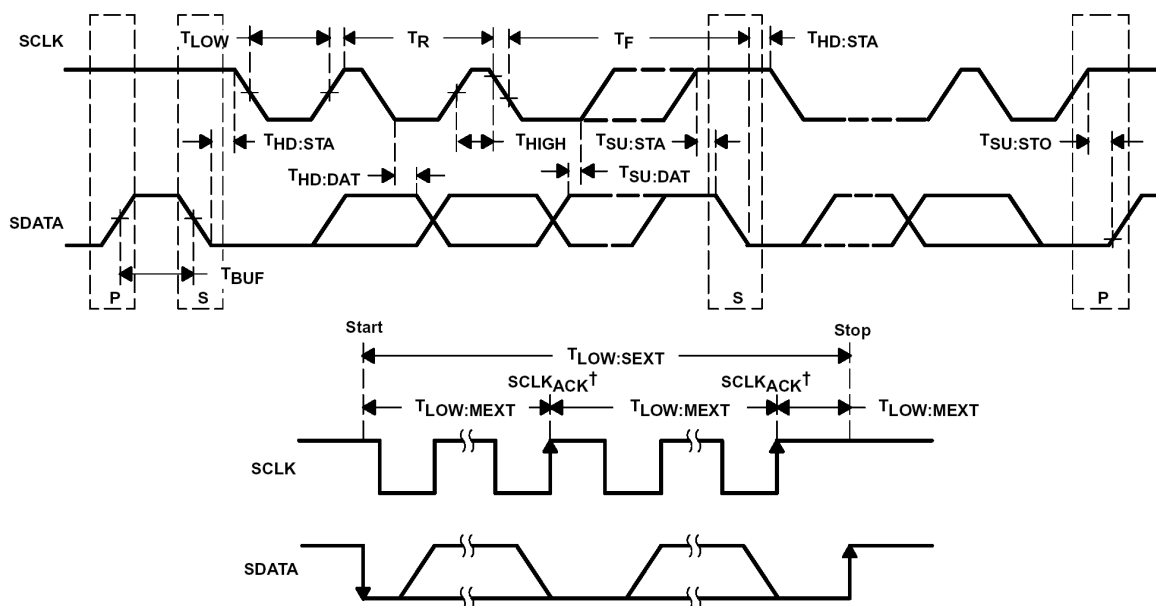 SCLK
TLOW
TR
TF
THD:STA
THD:STA
THIGH
TSU:STA
TSU:STO
THD:DAT
TSU:DAT
SDATA
TBUF
P
S
S
P
Start
Stop
TLOW:SEXT
SCLKACK†
SCLKACK†
TLOW:MEXT
TLOW:MEXT
TLOW:MEXT
SCLK
SDATA